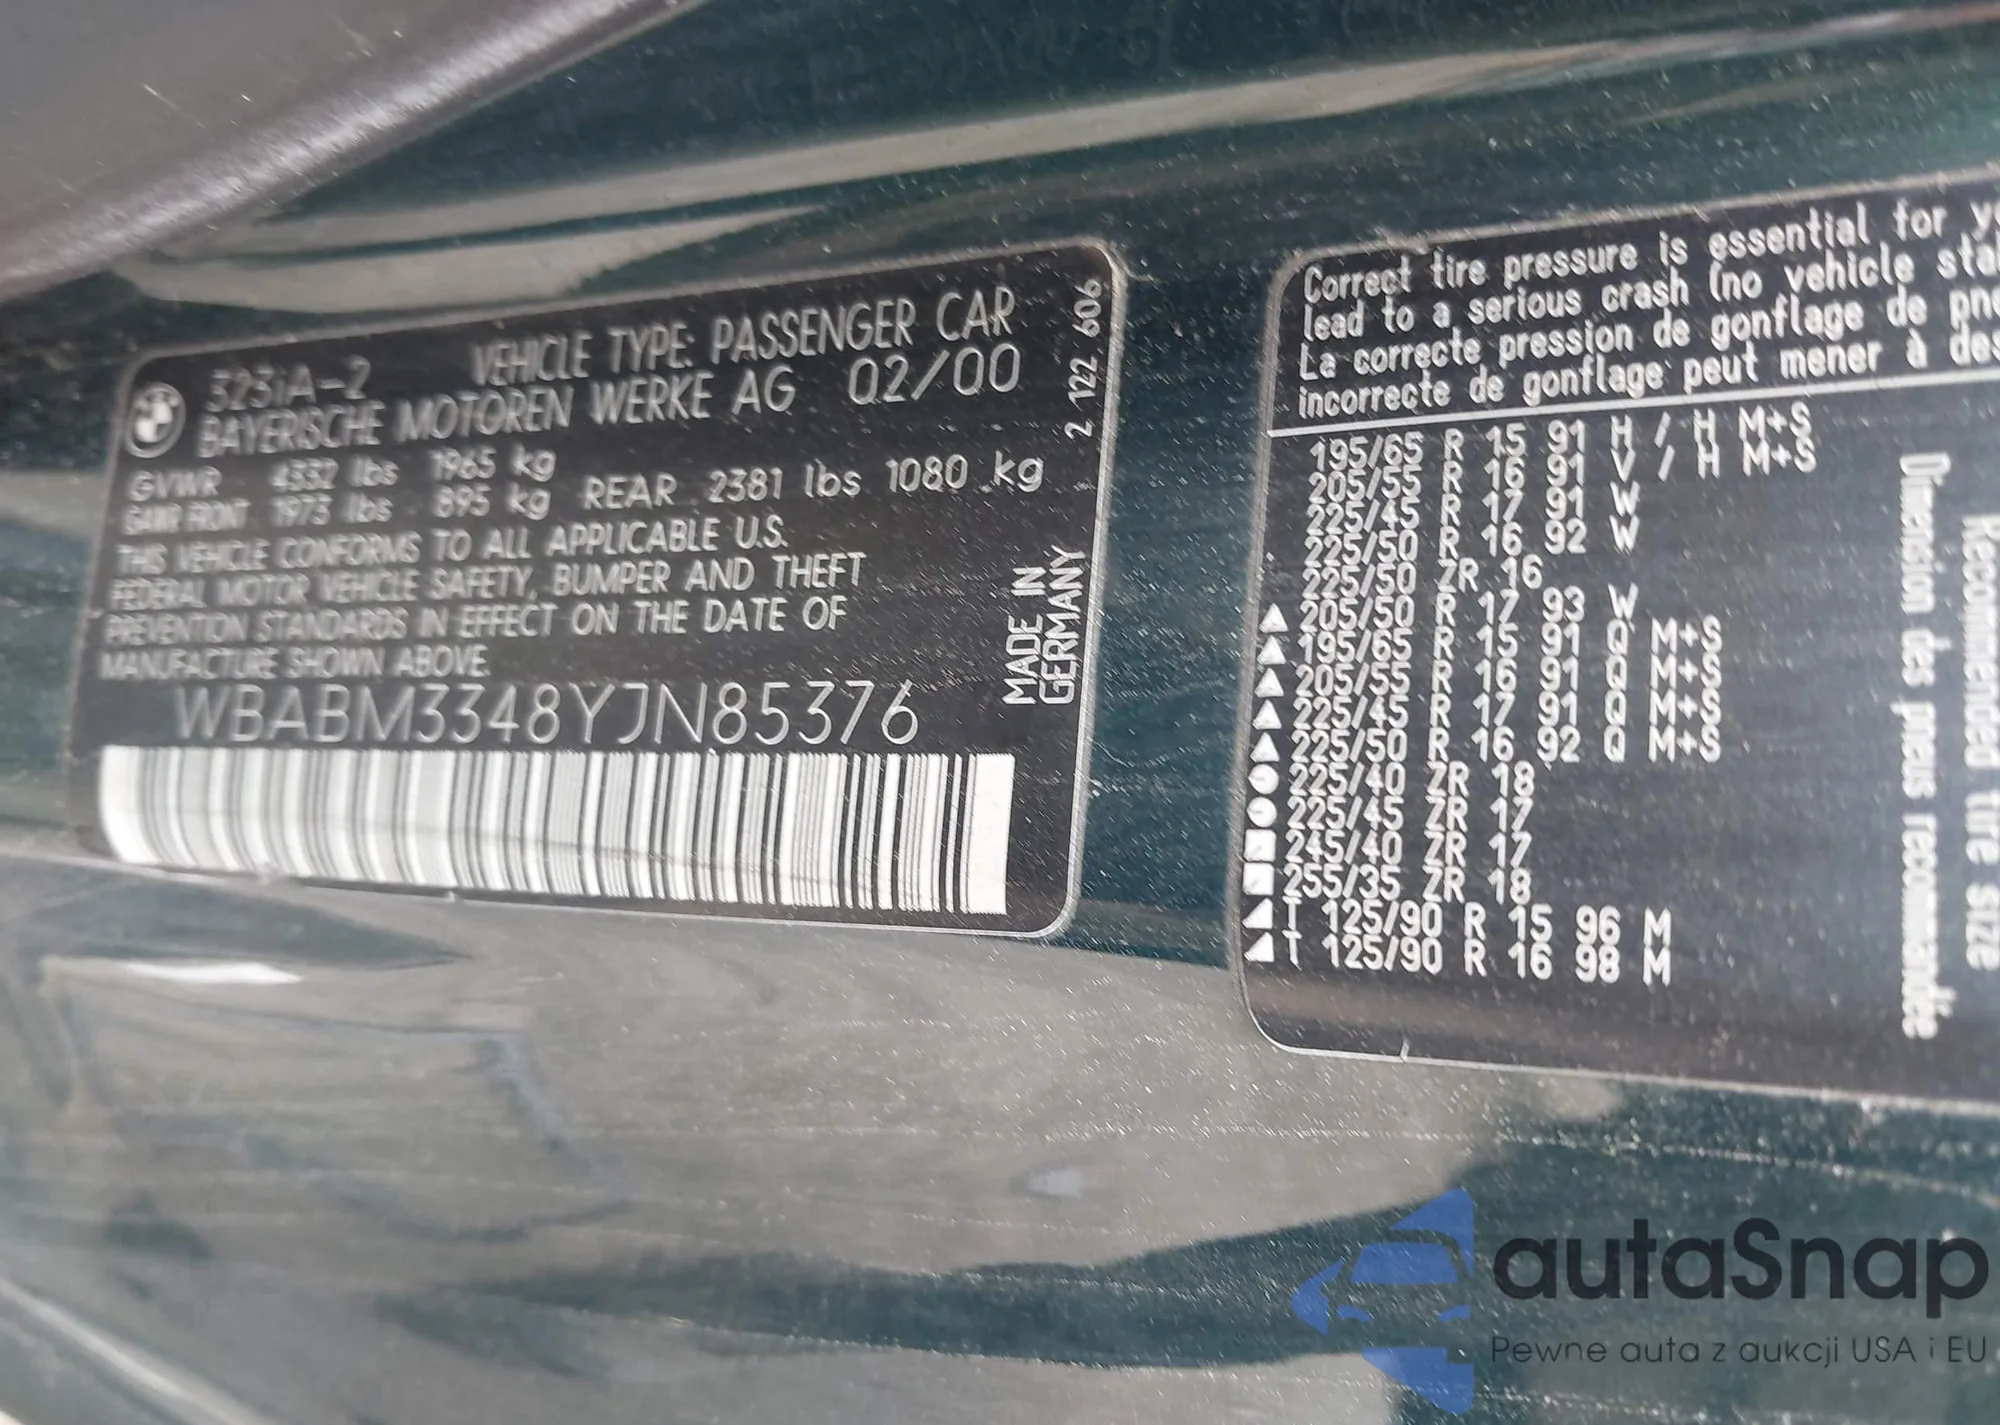 323iA-2 VEHICLE TYPE: PASSENGER CAR
BAYERISCHE MOTOREN WERKE AG 02/00
GVWR 4332 lbs 1965 kg
GAWR FRONT 1973 lbs 895 kg REAR 2381 lbs 1080 kg
THIS VEHICLE CONFORMS TO ALL APPLICABLE U.S.
FEDERAL MOTOR VEHICLE SAFETY, BUMPER AND THEFT
PREVENTION STANDARDS IN EFFECT ON THE DATE OF
MANUFACTURE SHOWN ABOVE
WBABM3348YJN85376
2 122 606
MADE IN
GERMANY
Correct tire pressure is essential for
lead to a serious crash (no vehicle
La correcte pression de gonflage de
incorrecte de gonflage peut mener à
195/65 R 15 91 H / H M+S
205/55 R 16 91 V / H M+S
225/45 R 17 91 W
225/50 R 16 92 W
225/50 ZR 16
205/50 R 17 93 W
195/65 R 15 91 Q M+S
205/55 R 16 91 Q M+S
225/45 R 17 91 Q M+S
225/50 R 16 92 Q M+S
225/40 ZR 18
225/45 ZR 17
245/40 ZR 17
255/35 ZR 18
T 125/90 R 15 96 M
T 125/90 R 16 98 M
Recommended tire size
Dimension des pneus recommandée
autaSnap
Pewne auta z aukcji USA i EU